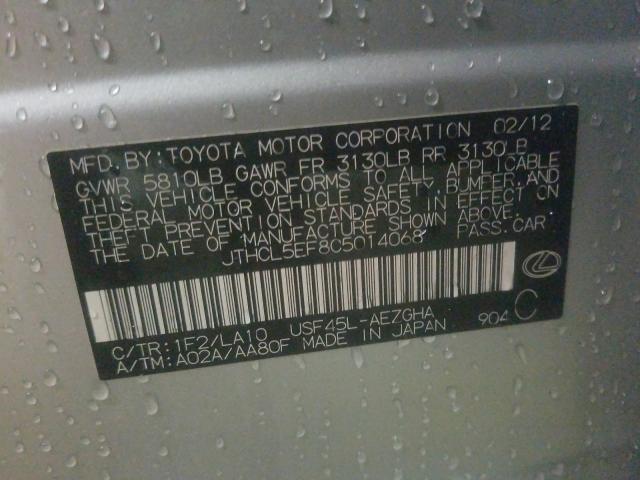 MFD. BY: TOYOTA MOTOR CORPORATION 02/12
GVWR 5810LB GAWR FR 3130LB RR 3130LB
THIS VEHICLE CONFORMS TO ALL APPLICABLE
FEDERAL MOTOR VEHICLE SAFETY, BUMPER, AND
THEFT PREVENTION STANDARDS IN EFFECT ON
THE DATE OF MANUFACTURE SHOWN ABOVE.
JTHCL5EF8C5014068 PASS. CAR
C/TR: 1F2/LA10 USF45L-AEZGHA
A/TM: A02A/AA80F MADE IN JAPAN 904 C